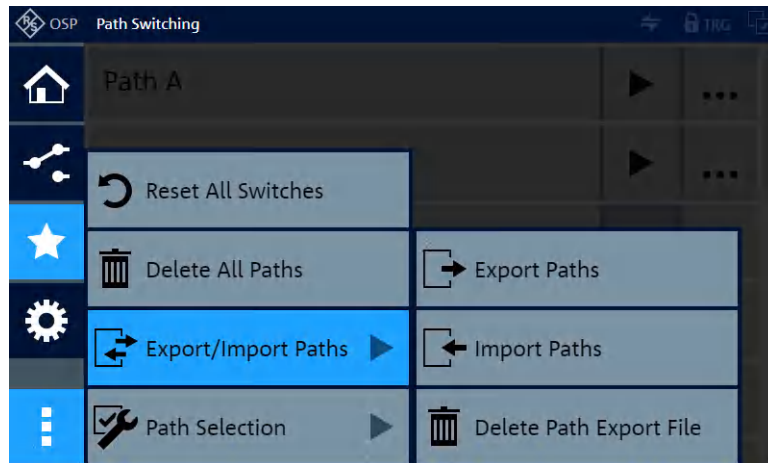 OSP Path Switching TRG
Path A
Reset All Switches
Delete All Paths
Export Paths
Export/Import Paths
Import Paths
Path Selection
Delete Path Export File